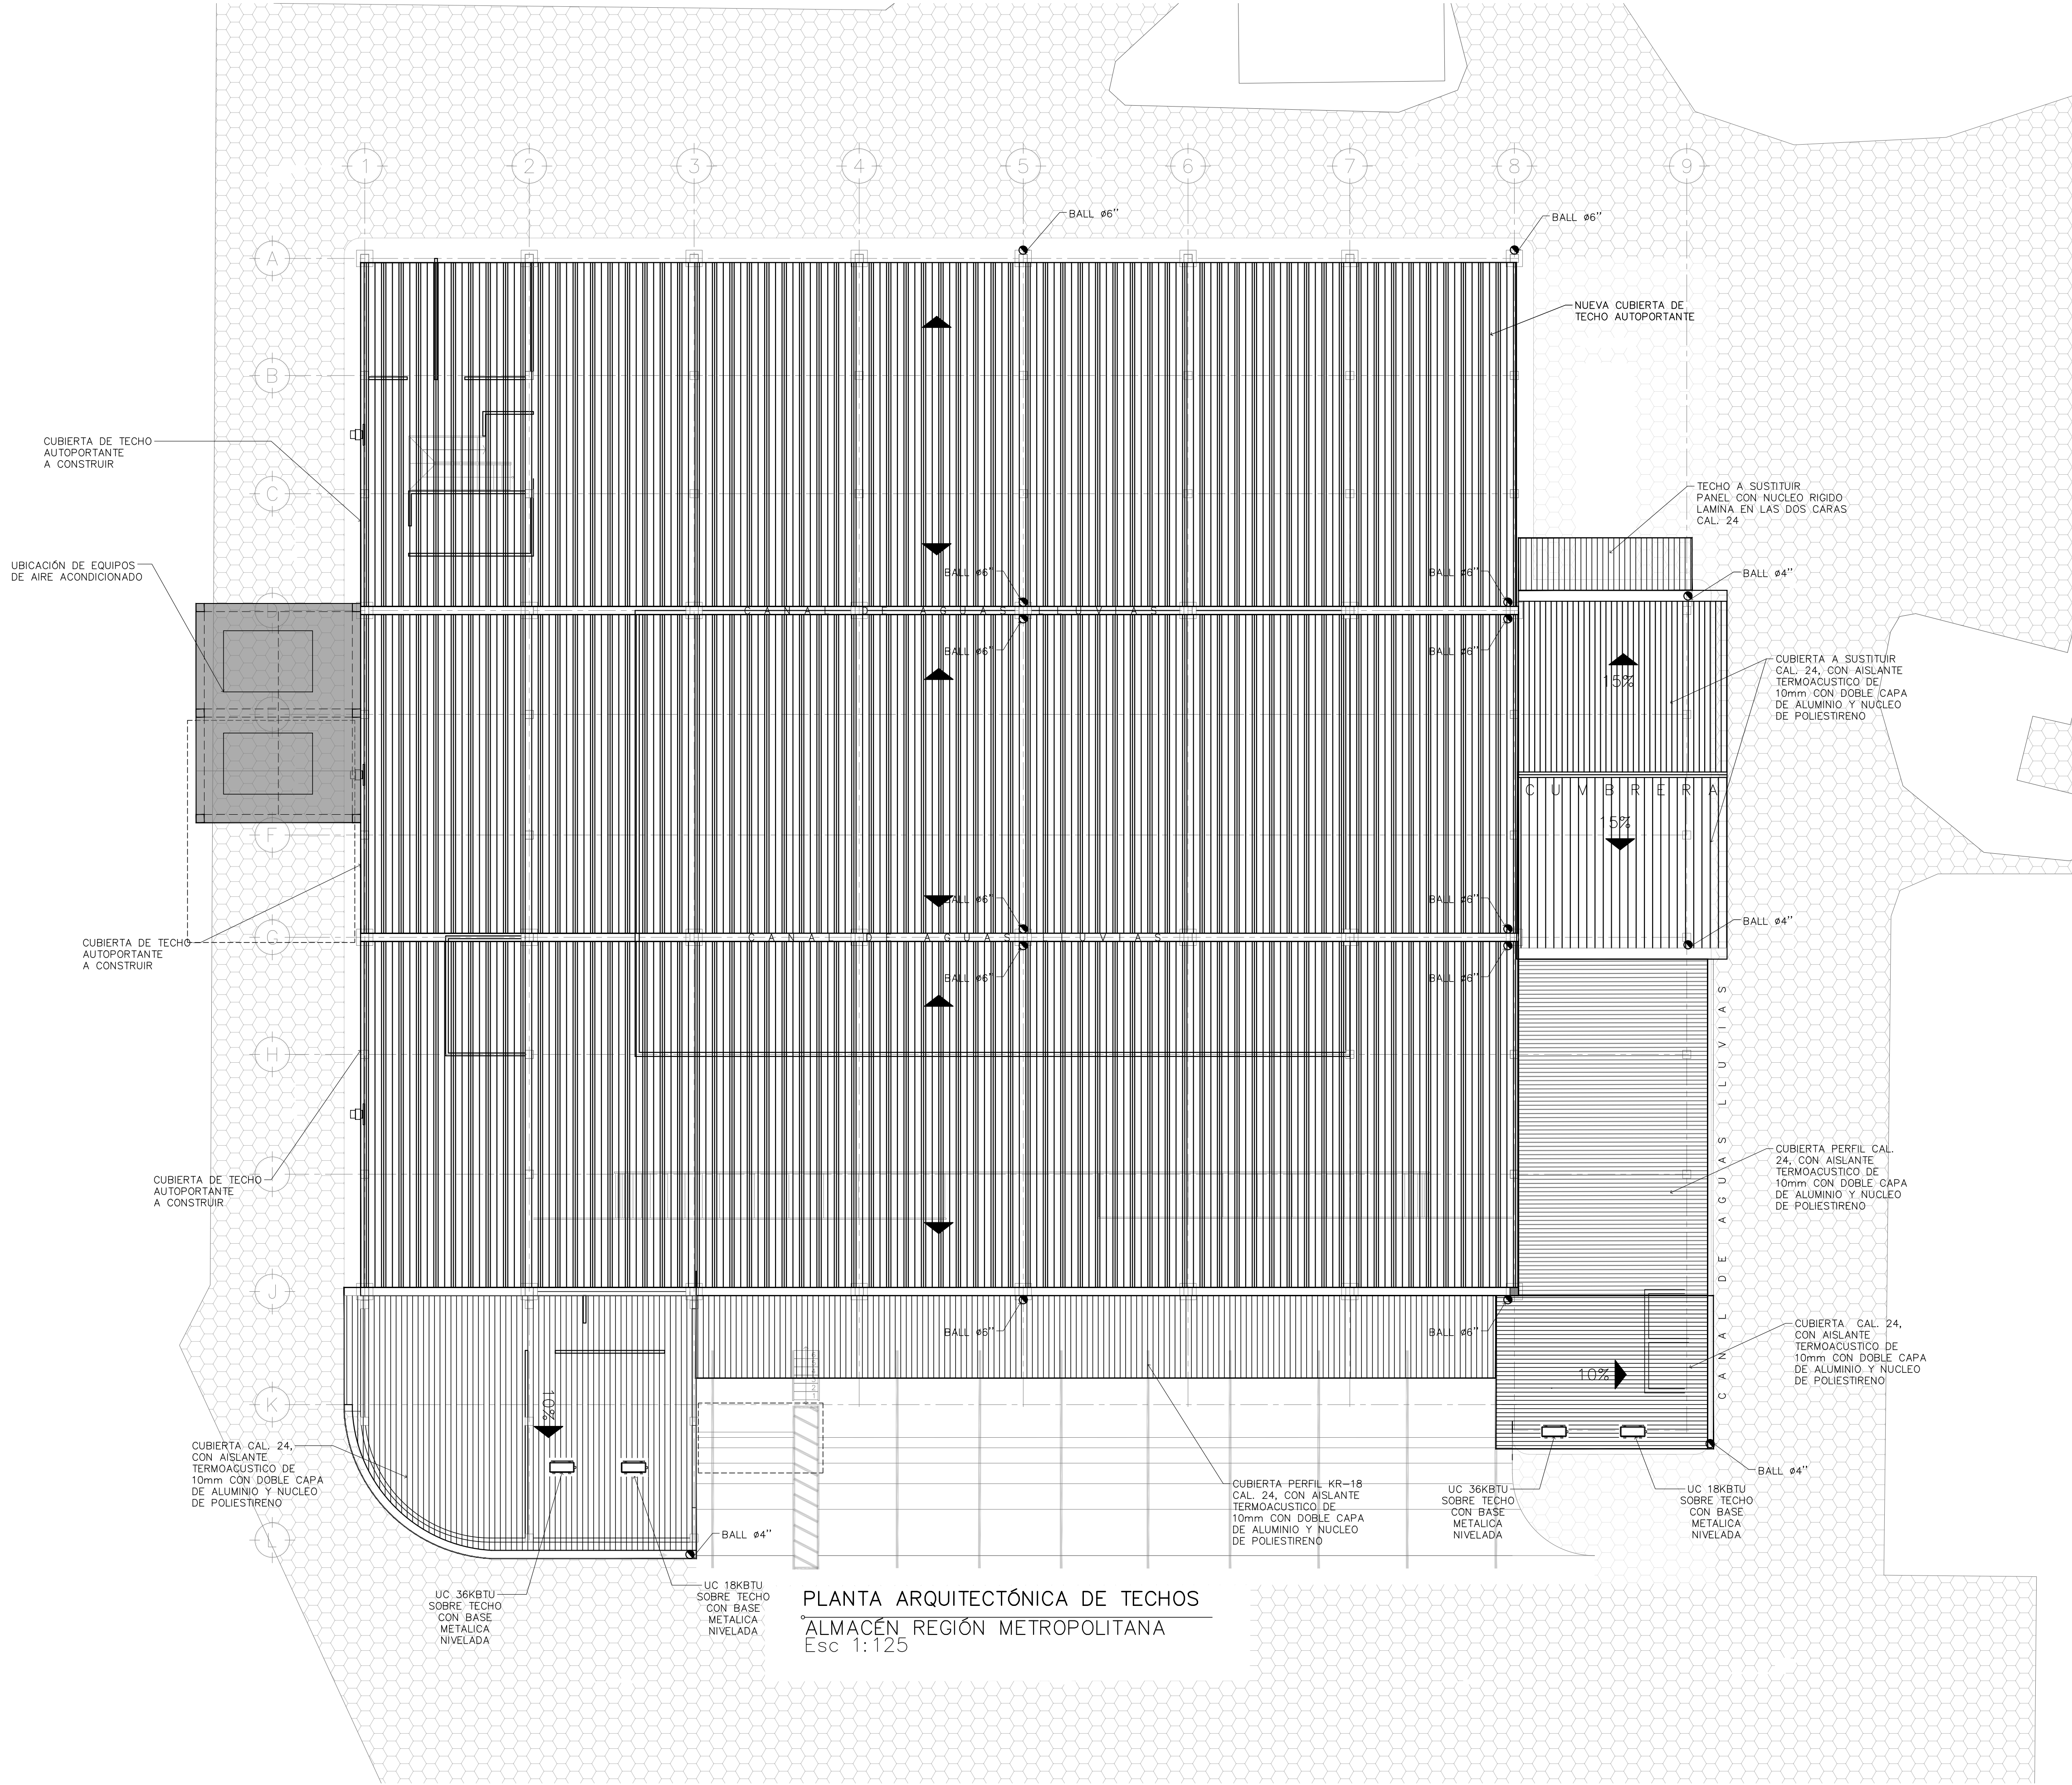 1
2
3
4
5
6
7
8
9
BALL ø6''
BALL ø6''
A
NUEVA CUBIERTA DE
TECHO AUTOPORTANTE
B
CUBIERTA DE TECHO
AUTOPORTANTE
A CONSTRUIR
C
TECHO A SUSTITUIR
PANEL CON NUCLEO RIGIDO
LAMINA EN LAS DOS CARAS
CAL. 24
UBICACIÓN DE EQUIPOS
DE AIRE ACONDICIONADO
BALL ø6''
BALL ø6''
BALL ø4''
D
CANAL DE AGUAS LLUVIAS
BALL ø6''
BALL ø6''
CUBIERTA A SUSTITUIR
CAL. 24, CON AISLANTE
TERMOACUSTICO DE
10mm CON DOBLE CAPA
DE ALUMINIO Y NUCLEO
DE POLIESTIRENO
15%
E
CUMBRERA
15%
F
BALL ø6''
BALL ø6''
BALL ø4''
G
CANAL DE AGUAS LLUVIAS
CUBIERTA DE TECHO
AUTOPORTANTE
A CONSTRUIR
BALL ø6''
BALL ø6''
H
CANAL DE AGUAS LLUVIAS
CUBIERTA PERFIL CAL.
24, CON AISLANTE
TERMOACUSTICO DE
10mm CON DOBLE CAPA
DE ALUMINIO Y NUCLEO
DE POLIESTIRENO
I
CUBIERTA DE TECHO
AUTOPORTANTE
A CONSTRUIR
J
BALL ø6''
BALL ø6''
CUBIERTA CAL. 24,
CON AISLANTE
TERMOACUSTICO DE
10mm CON DOBLE CAPA
DE ALUMINIO Y NUCLEO
DE POLIESTIRENO
10%
10%
K
CUBIERTA CAL. 24,
CON AISLANTE
TERMOACUSTICO DE
10mm CON DOBLE CAPA
DE ALUMINIO Y NUCLEO
DE POLIESTIRENO
CUBIERTA PERFIL KR-18
CAL. 24, CON AISLANTE
TERMOACUSTICO DE
10mm CON DOBLE CAPA
DE ALUMINIO Y NUCLEO
DE POLIESTIRENO
UC 36KBTU
SOBRE TECHO
CON BASE
METALICA
NIVELADA
UC 18KBTU
SOBRE TECHO
CON BASE
METALICA
NIVELADA
BALL ø4''
L
BALL ø4''
UC 36KBTU
SOBRE TECHO
CON BASE
METALICA
NIVELADA
UC 18KBTU
SOBRE TECHO
CON BASE
METALICA
NIVELADA
PLANTA ARQUITECTÓNICA DE TECHOS
ALMACÉN REGIÓN METROPOLITANA
Esc 1:125